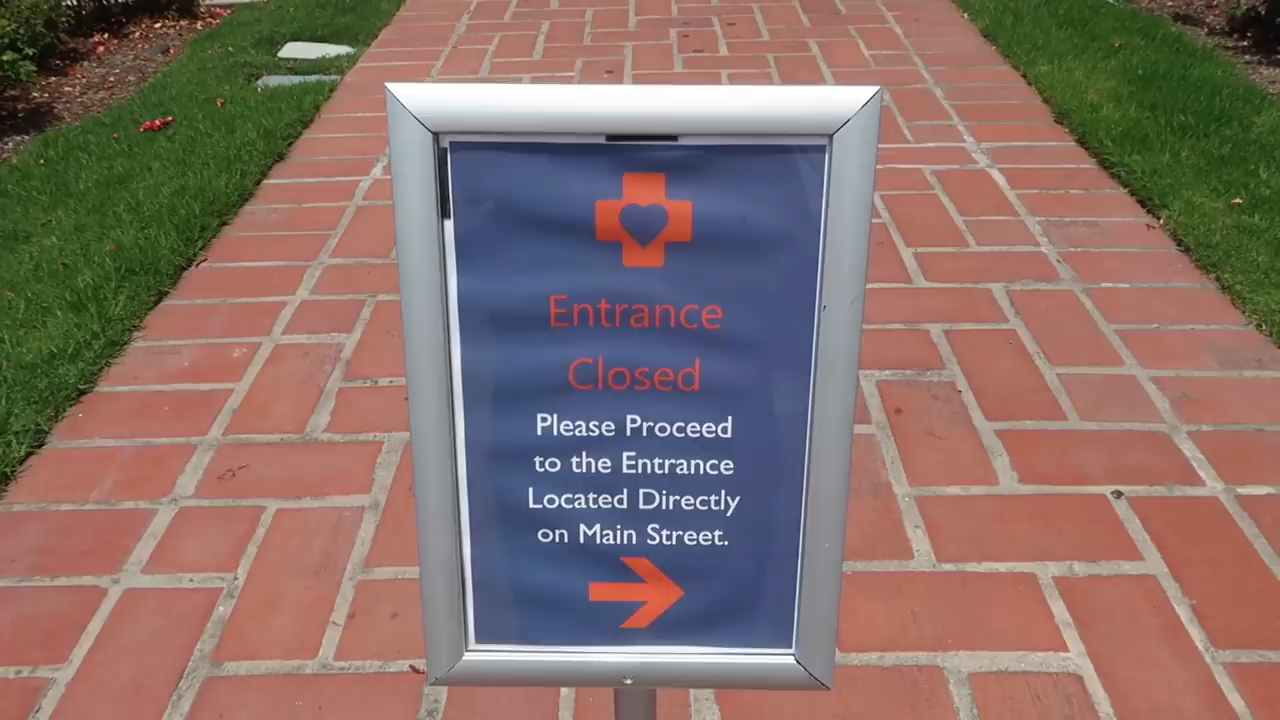 Entrance
Closed
Please Proceed
to the Entrance
Located Directly
on Main Street.